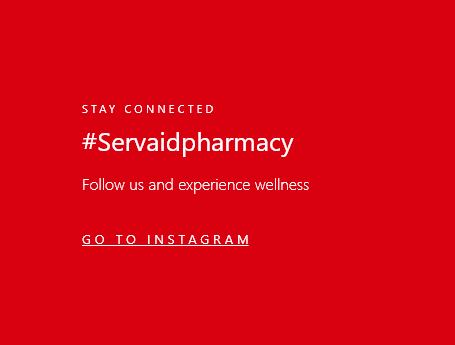 STAY CONNECTED
#Servaidpharmacy
Follow us and experience wellness
GO TO INSTAGRAM